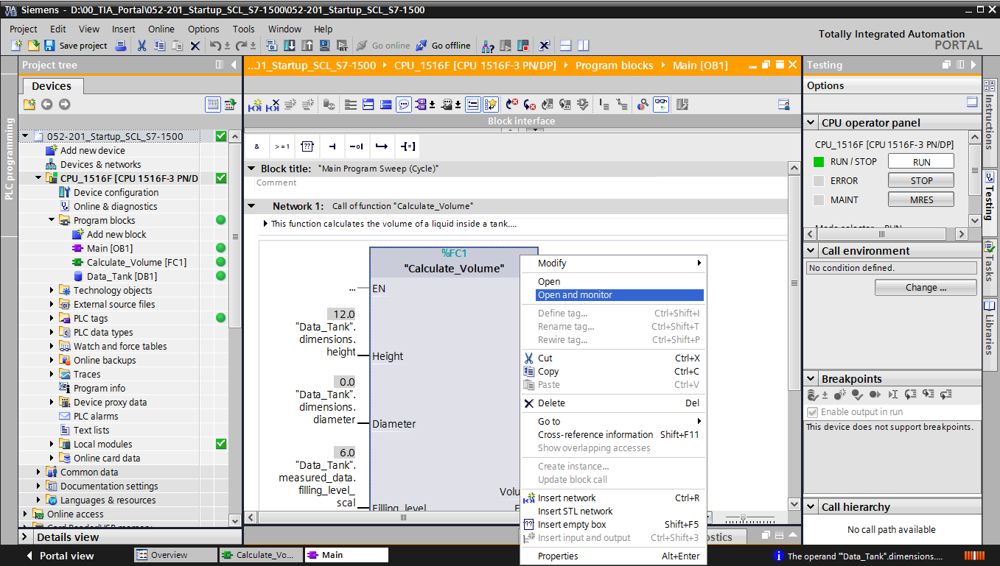 TIA V13 Siemens - D:\00_TIA_Portal\052-201_Startup_SCL_S7-1500\052-201_Startup_SCL_S7-1500
Project Edit View Insert Online Options Tools Window Help
Totally Integrated Automation
PORTAL
Save project Go online Go offline
Project tree
Devices
PLC programming
052-201_Startup_SCL_S7-1500
Add new device
Devices & networks
CPU_1516F [CPU 1516F-3 PN/D
Device configuration
Online & diagnostics
Program blocks
Add new block
Main [OB1]
Calculate_Volume [FC1]
Data_Tank [DB1]
Technology objects
External source files
PLC tags
PLC data types
Watch and force tables
Online backups
Traces
Program info
Device proxy data
PLC alarms
Text lists
Local modules
Online card data
Common data
Documentation settings
Languages & resources
Online access
Details view
...01_Startup_SCL_S7-1500 CPU_1516F [CPU 1516F-3 PN/DP] Program blocks Main [OB1]
Block interface
& >=1 ??
Block title: "Main Program Sweep (Cycle)"
Comment
Network 1: Call of function "Calculate_Volume"
This function calculates the volume of a liquid inside a tank....
%FC1
"Calculate_Volume"
... EN
12.0
"Data_Tank".
dimensions.
height Height
0.0
"Data_Tank".
dimensions.
diameter Diameter
6.0
"Data_Tank".
measured_data.
filling_level_
scal Filling_level
Volu
Modify
Open
Open and monitor
Define tag... Ctrl+Shift+I
Rename tag... Ctrl+Shift+T
Rewire tag... Ctrl+Shift+P
Cut Ctrl+X
Copy Ctrl+C
Paste Ctrl+V
Delete Del
Go to
Cross-reference information Shift+F11
Show overlapping accesses
Create instance...
Update block call
Insert network Ctrl+R
Insert STL network
Insert empty box Shift+F5
Insert input and output Ctrl+Shift+3
Properties Alt+Enter
ostics
Testing
Options
CPU operator panel
CPU_1516F [CPU 1516F-3 PN/DP]
RUN / STOP RUN
ERROR STOP
MAINT MRES
Mode selector RUN
Call environment
No condition defined.
Change ...
Breakpoints
Enable output in run
This device does not support breakpoints.
Call hierarchy
No call path available
Instructions
Testing
Tasks
Libraries
Portal view Overview Calculate_Vo... Main The operand '"Data_Tank".dimensions....